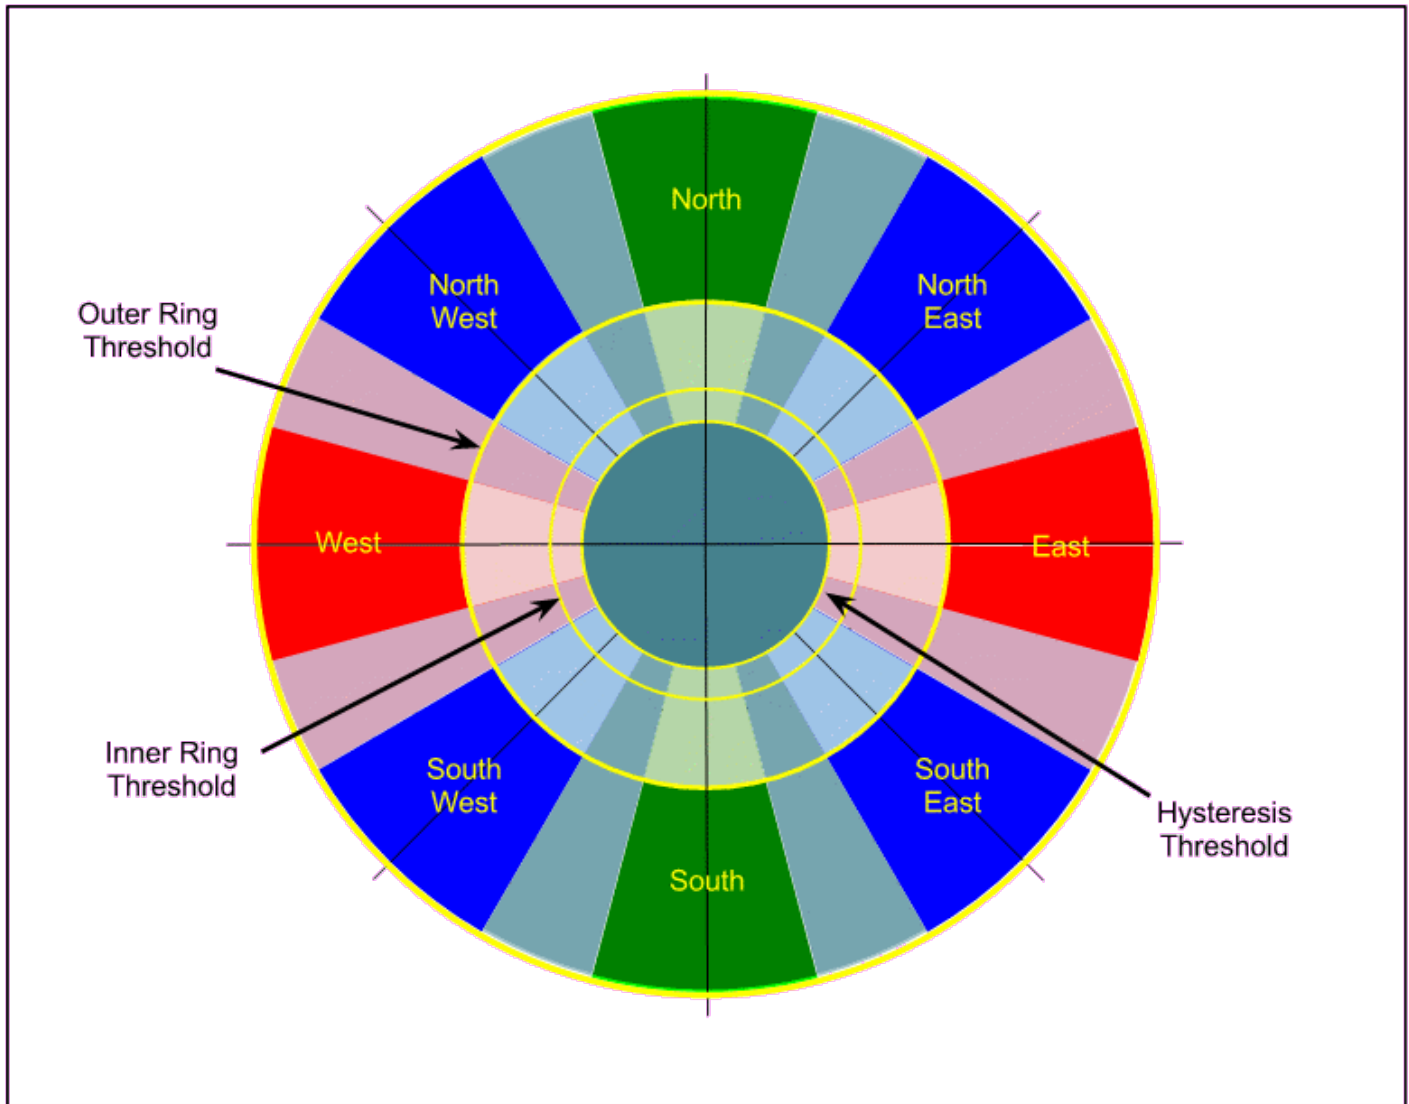 North
North
West
North
East
Outer Ring
Threshold
West
East
Inner Ring
Threshold
South
West
South
East
Hysteresis
Threshold
South